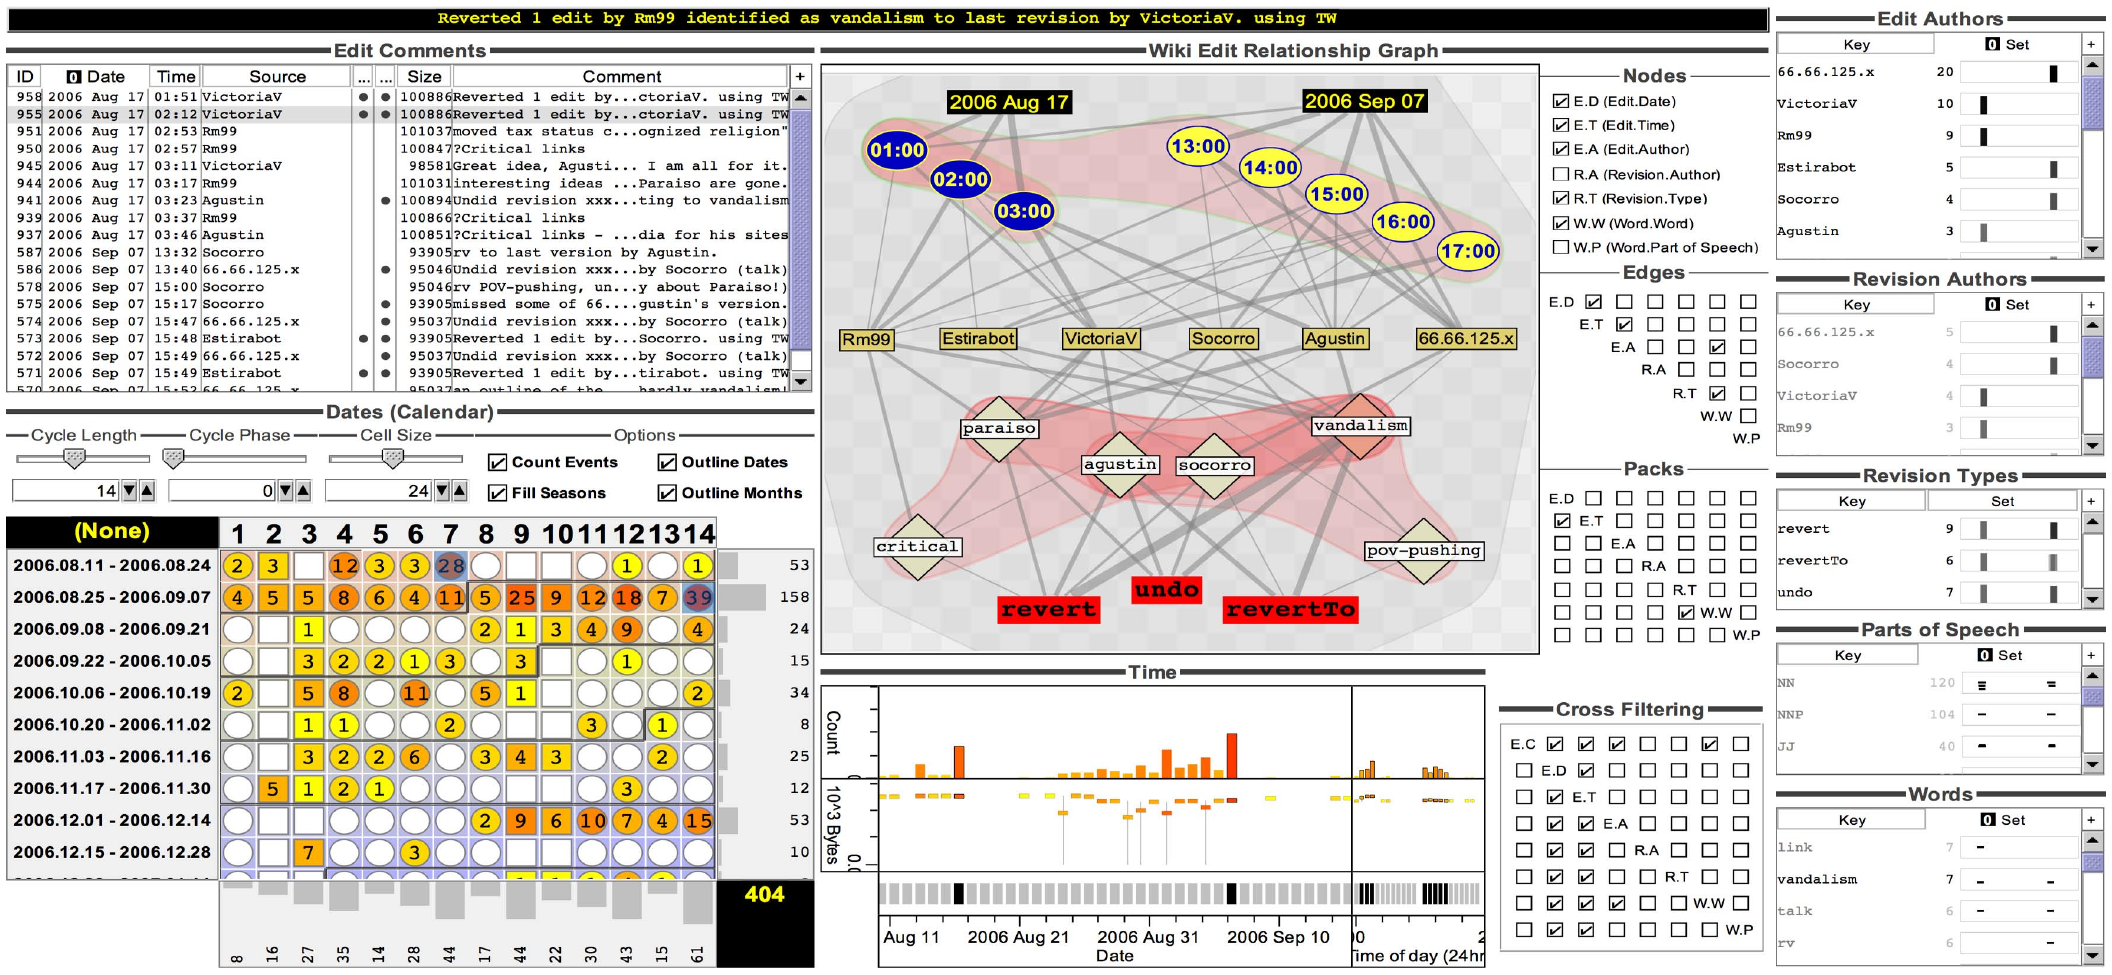 Reverted 1 edit by Rm99 identified as vandalism to last revision by VictoriaV. using TW
Edit Comments
ID 0 Date Time Source ... ... Size Comment +
958 2006 Aug 17 01:51 VictoriaV 100886 Reverted 1 edit by...ctoriaV. using TW
955 2006 Aug 17 02:12 VictoriaV 100886 Reverted 1 edit by...ctoriaV. using TW
951 2006 Aug 17 02:53 Rm99 101037 moved tax status c...ognized religion"
950 2006 Aug 17 02:57 Rm99 100847 ?Critical links
945 2006 Aug 17 03:11 VictoriaV 98581 Great idea, Agusti... I am all for it.
944 2006 Aug 17 03:17 Rm99 101031 interesting ideas ...Paraiso are gone.
941 2006 Aug 17 03:23 Agustin 100894 Undid revision xxx...ting to vandalism
939 2006 Aug 17 03:37 Rm99 100866 ?Critical links
937 2006 Aug 17 03:46 Agustin 100851 ?Critical links - ...dia for his sites
587 2006 Sep 07 13:32 Socorro 93905 rv to last version by Agustin.
586 2006 Sep 07 13:40 66.66.125.x 95046 Undid revision xxx...by Socorro (talk)
578 2006 Sep 07 15:00 Socorro 95046 rv POV-pushing, un...y about Paraiso!)
575 2006 Sep 07 15:17 Socorro 93905 missed some of 66....gustin's version.
574 2006 Sep 07 15:47 66.66.125.x 95037 Undid revision xxx...by Socorro (talk)
573 2006 Sep 07 15:48 Estirabot 93905 Reverted 1 edit by...Socorro. using TW
572 2006 Sep 07 15:49 66.66.125.x 95037 Undid revision xxx...by Socorro (talk)
571 2006 Sep 07 15:49 Estirabot 93905 Reverted 1 edit by...tirabot. using TW
570 2006 Sep 07 15:52 66.66.125.x 95037 an outline of the ... hardly vandalism!
Dates (Calendar)
Cycle Length Cycle Phase Cell Size Options
Count Events Outline Dates
14 0 24 Fill Seasons Outline Months
(None) 1 2 3 4 5 6 7 8 9 10 11 12 13 14
2006.08.11 - 2006.08.24 2 3 12 3 3 28 1 1 53
2006.08.25 - 2006.09.07 4 5 5 8 6 4 11 5 25 9 12 18 7 39 158
2006.09.08 - 2006.09.21 1 2 1 3 4 9 4 24
2006.09.22 - 2006.10.05 3 2 2 1 3 3 1 15
2006.10.06 - 2006.10.19 2 5 8 11 5 1 2 34
2006.10.20 - 2006.11.02 1 1 2 3 1 8
2006.11.03 - 2006.11.16 3 2 2 6 3 4 3 2 25
2006.11.17 - 2006.11.30 5 1 2 1 3 12
2006.12.01 - 2006.12.14 2 9 6 10 7 4 15 53
2006.12.15 - 2006.12.28 7 3 10
404
8 16 27 35 14 28 44 17 44 22 30 43 15 61
Wiki Edit Relationship Graph
2006 Aug 17 2006 Sep 07
01:00 02:00 03:00 13:00 14:00 15:00 16:00 17:00
Rm99 Estirabot VictoriaV Socorro Agustin 66.66.125.x
paraiso vandalism
agustin socorro
critical pov-pushing
revert undo revertTo
Nodes
E.D (Edit.Date)
E.T (Edit.Time)
E.A (Edit.Author)
R.A (Revision.Author)
R.T (Revision.Type)
W.W (Word.Word)
W.P (Word.Part of Speech)
Edges
E.D
E.T
E.A
R.A
R.T
W.W
W.P
Packs
E.D
E.T
E.A
R.A
R.T
W.W
W.P
Time
Count
10^3 Bytes
Aug 11 2006 Aug 21 2006 Aug 31 2006 Sep 10
Date
Time of day (24hr
Cross Filtering
E.C
E.D
E.T
E.A
R.A
R.T
W.W
W.P
Edit Authors
Key 0 Set +
66.66.125.x 20
VictoriaV 10
Rm99 9
Estirabot 5
Socorro 4
Agustin 3
Revision Authors
Key 0 Set +
66.66.125.x 5
Socorro 4
VictoriaV 4
Rm99 3
Revision Types
Key Set +
revert 9
revertTo 6
undo 7
Parts of Speech
Key 0 Set +
NN 120
NNP 104
JJ 40
Words
Key 0 Set +
link 7
vandalism 7
talk 6
rv 6